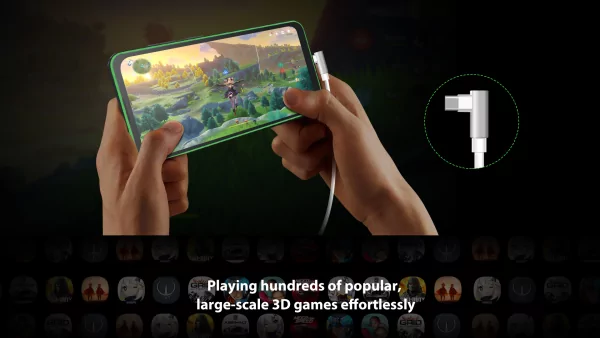 Playing hundreds of popular,
large-scale 3D games effortlessly